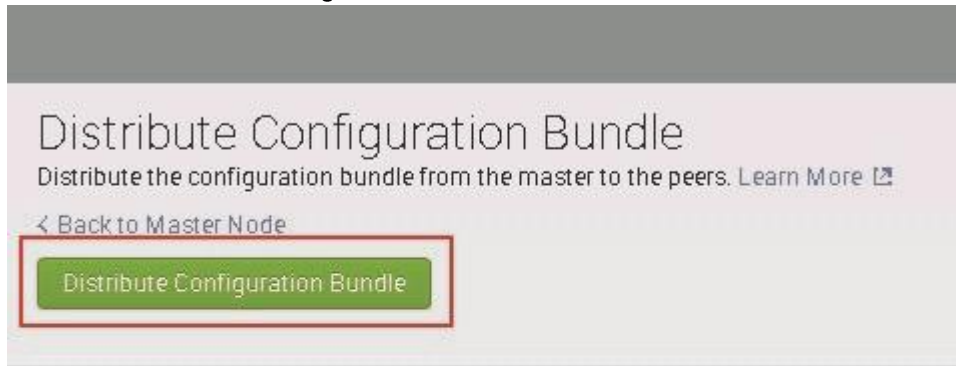 Distribute Configuration Bundle
Distribute the configuration bundle from the master to the peers. Learn More
< Back to Master Node
Distribute Configuration Bundle